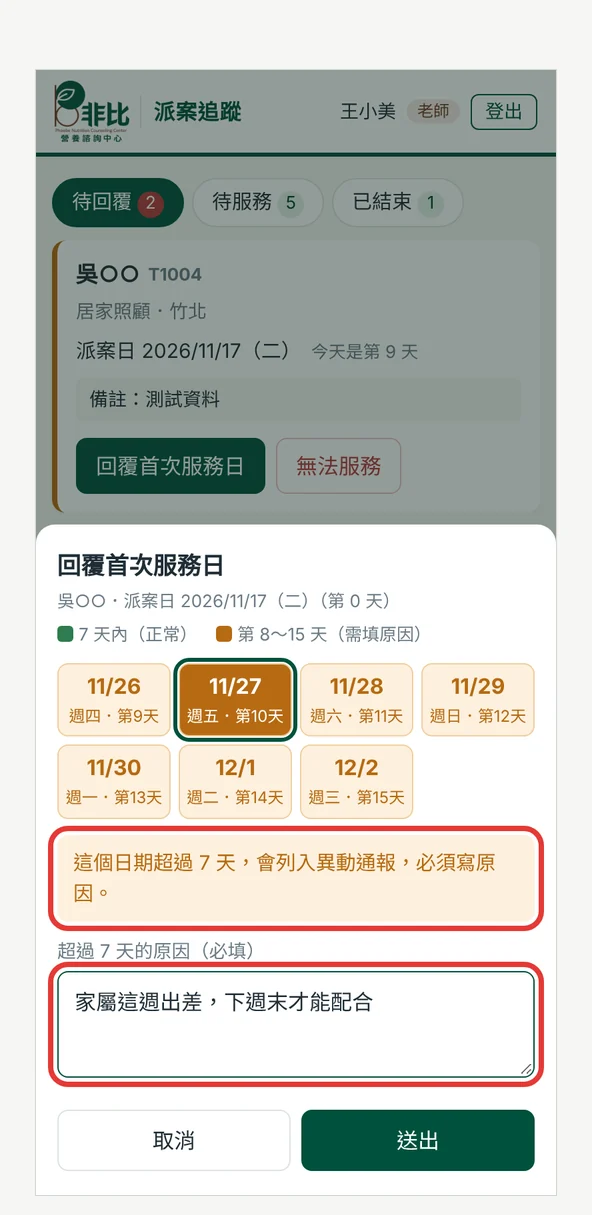 非比
Phoebe Nutrition Counseling Center
營養諮詢中心
派案追蹤
王小美 老師 登出
待回覆 2 待服務 5 已結束 1
吳〇〇 T1004
居家照顧・竹北
派案日 2026/11/17（二） 今天是第 9 天
備註：測試資料
回覆首次服務日 無法服務
回覆首次服務日
吳〇〇・派案日 2026/11/17（二）（第 0 天）
7 天內（正常） 第 8～15 天（需填原因）
11/26 11/27 11/28 11/29
週四・第9天 週五・第10天 週六・第11天 週日・第12天
11/30 12/1 12/2
週一・第13天 週二・第14天 週三・第15天
這個日期超過 7 天，會列入異動通報，必須寫原
因。
超過 7 天的原因（必填）
家屬這週出差，下週末才能配合
取消 送出